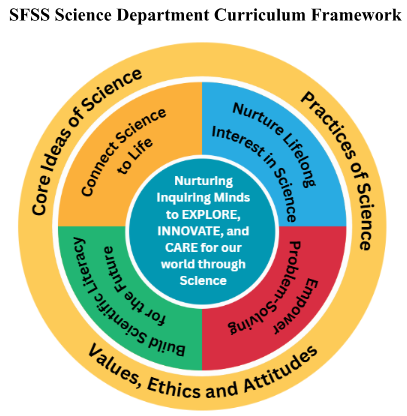 SFSS Science Department Curriculum Framework
Core Ideas of Science
Practices of Science
Connect Science
to Life
Nurture Lifelong
Interest in Science
Nurturing
Inquiring Minds
to EXPLORE,
INNOVATE, and
CARE for our
world through
Science
Build Scientific Literacy
for the Future
Empower
Problem-Solving
Values, Ethics and Attitudes